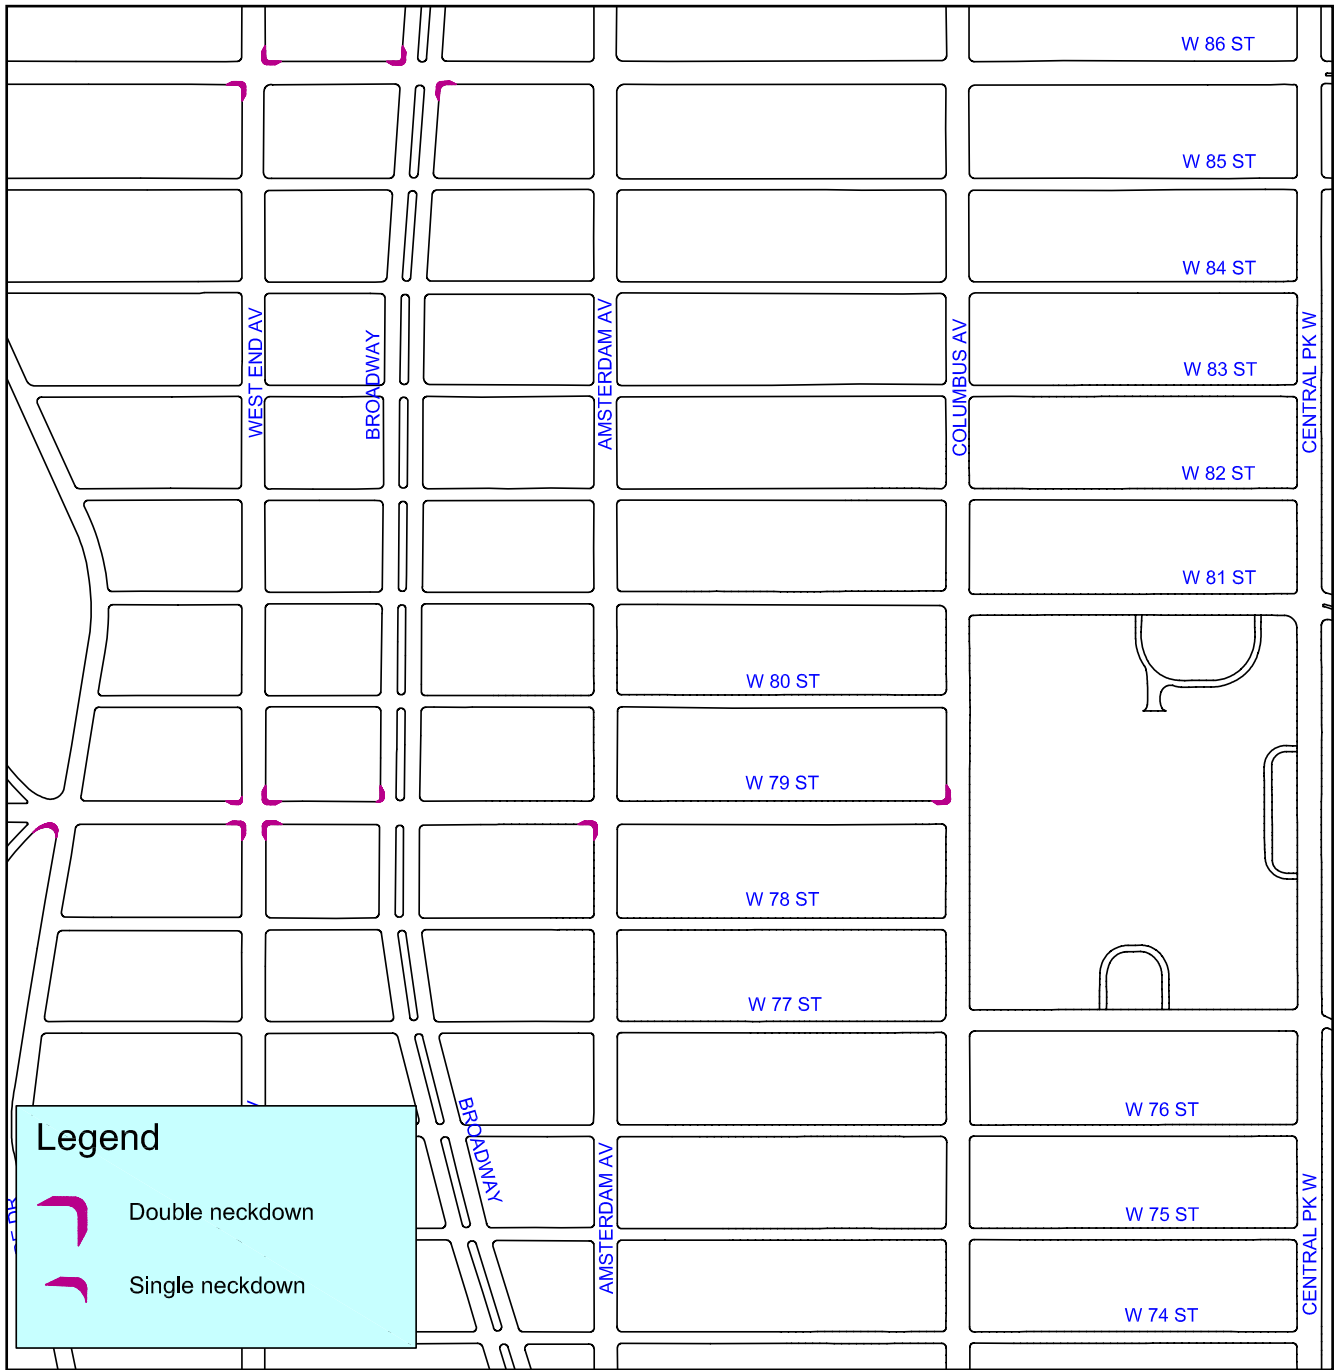 W 86 ST
W 85 ST
W 84 ST
WEST END AV
BROADWAY
AMSTERDAM AV
COLUMBUS AV
CENTRAL PK W
W 83 ST
W 82 ST
W 81 ST
W 80 ST
W 79 ST
W 78 ST
W 77 ST
W 76 ST
BROADWAY
AMSTERDAM AV
CENTRAL PK W
W 75 ST
W 74 ST
Legend
Double neckdown
Single neckdown